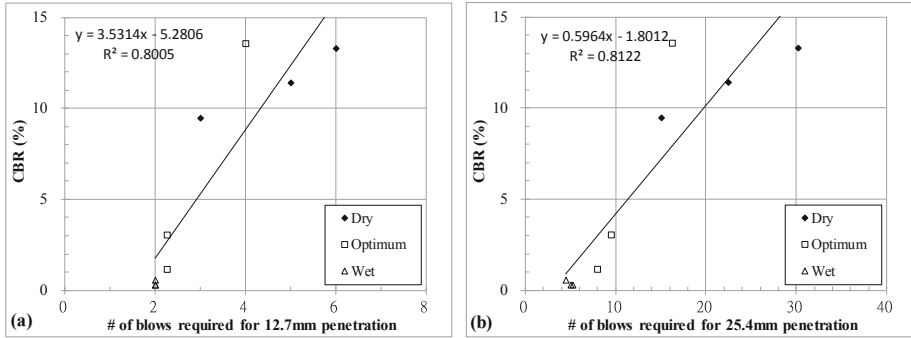 y = 3.5314x - 5.2806
R² = 0.8005
15
10
5
0
CBR (%)
Dry
Optimum
Wet
0 2 4 6 8
(a) # of blows required for 12.7mm penetration
y = 0.5964x - 1.8012
R² = 0.8122
15
10
5
0
CBR (%)
Dry
Optimum
Wet
0 10 20 30 40
(b) # of blows required for 25.4mm penetration